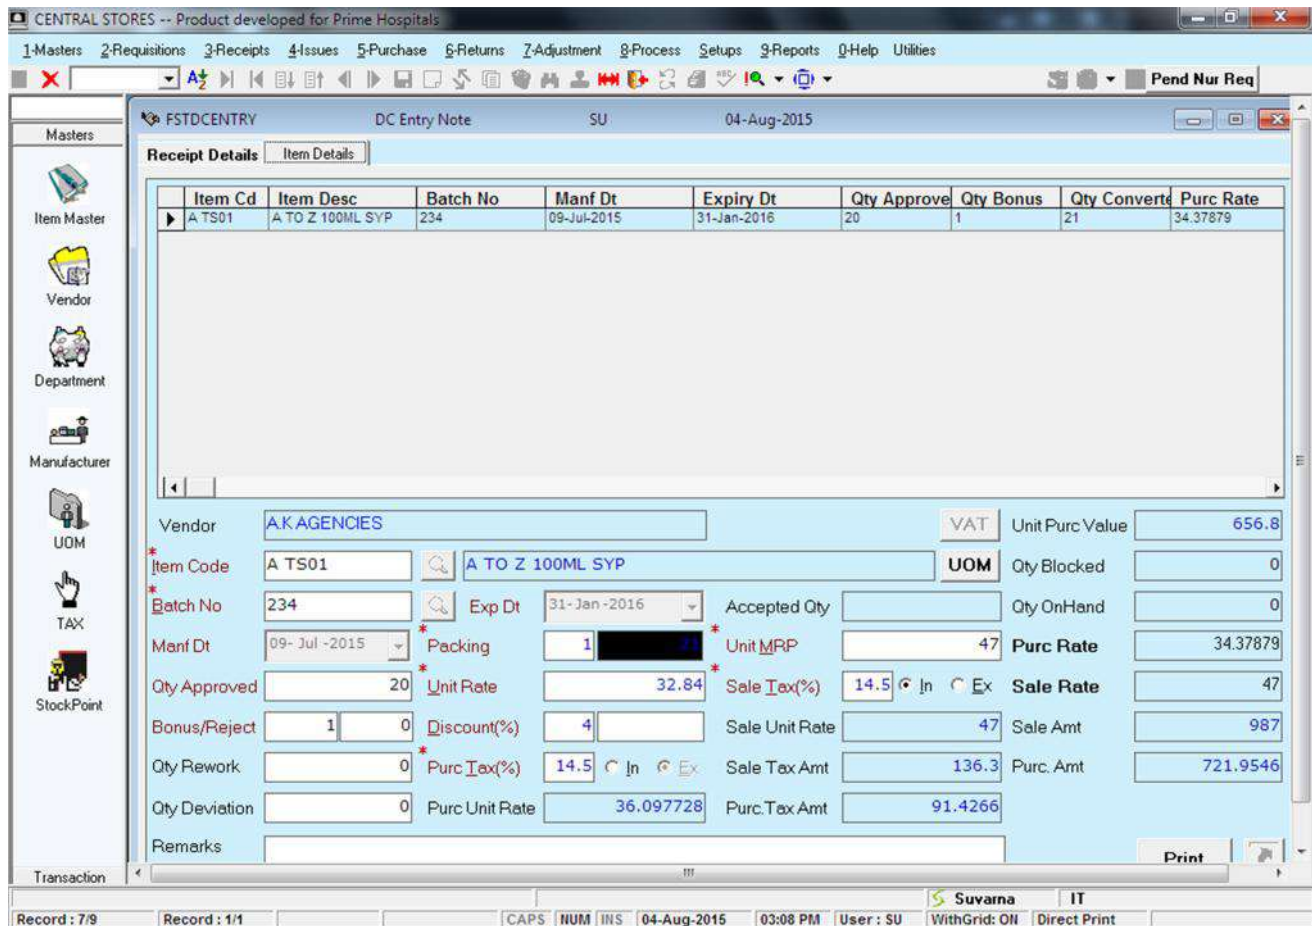 CENTRAL STORES -- Product developed for Prime Hospitals
1-Masters 2-Requisitions 3-Receipts 4-Issues 5-Purchase 6-Returns 7-Adjustment 8-Process Setups 9-Reports 0-Help Utilities
Pend Nur Req
Masters
Item Master
Vendor
Department
Manufacturer
UOM
TAX
StockPoint
Transaction
FSTDCENTRY DC Entry Note SU 04-Aug-2015
Receipt Details Item Details
Item Cd Item Desc Batch No Manf Dt Expiry Dt Qty Approve Qty Bonus Qty Converte Purc Rate
A TS01 A TO Z 100ML SYP 234 09-Jul-2015 31-Jan-2016 20 1 21 34.37879
Vendor A.K AGENCIES VAT Unit Purc Value 656.8
* Item Code A TS01 A TO Z 100ML SYP UOM Qty Blocked 0
* Batch No 234 Exp Dt 31-Jan-2016 Accepted Qty Qty OnHand 0
Manf Dt 09-Jul-2015 * Packing 1 21 * Unit MRP 47 Purc Rate 34.37879
Qty Approved 20 * Unit Rate 32.84 * Sale Tax(%) 14.5 In Ex Sale Rate 47
Bonus/Reject 1 0 Discount(%) 4 Sale Unit Rate 47 Sale Amt 987
Qty Rework 0 * Purc Tax(%) 14.5 In Ex Sale Tax Amt 136.3 Purc. Amt 721.9546
Qty Deviation 0 Purc Unit Rate 36.097728 Purc.Tax Amt 91.4266
Remarks
Print
Suvarna IT
Record : 7/9 Record : 1/1 CAPS NUM INS 04-Aug-2015 03:08 PM User : SU WithGrid: ON Direct Print